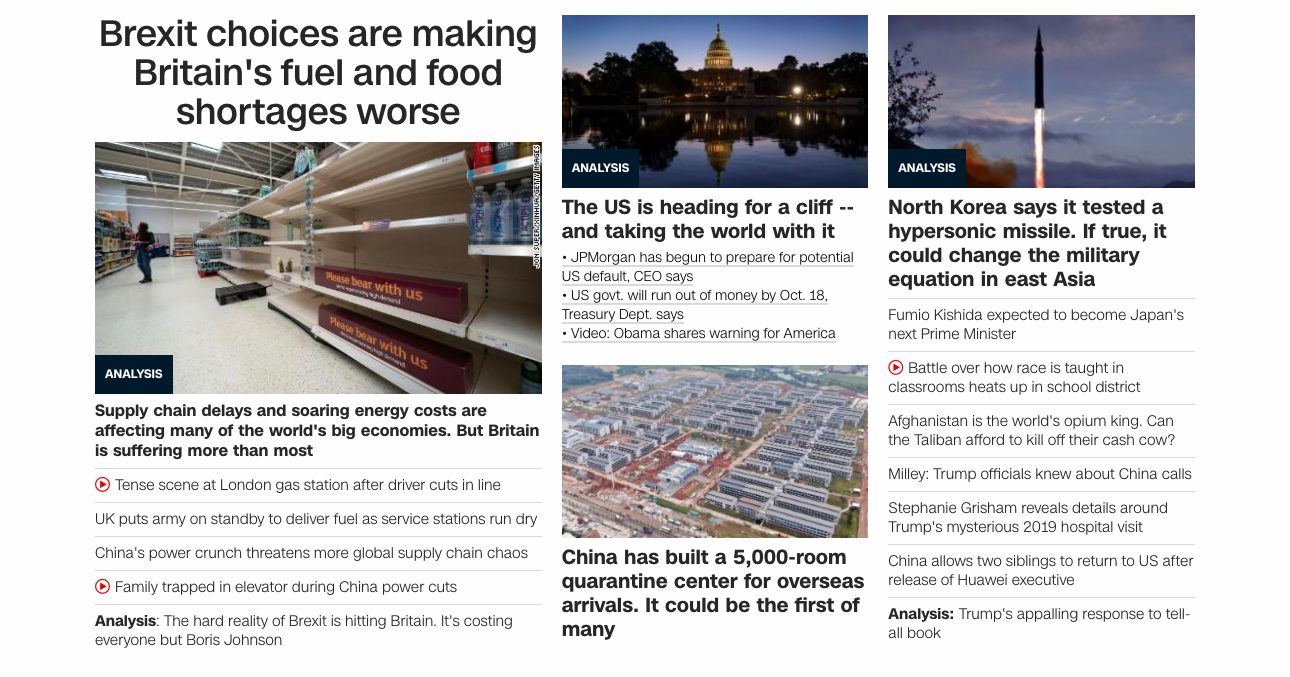 Brexit choices are making
Britain's fuel and food
shortages worse
Please bear with us
Please bear with us
ANALYSIS
Supply chain delays and soaring energy costs are
affecting many of the world's big economies. But Britain
is suffering more than most
Tense scene at London gas station after driver cuts in line
UK puts army on standby to deliver fuel as service stations run dry
China's power crunch threatens more global supply chain chaos
Family trapped in elevator during China power cuts
Analysis: The hard reality of Brexit is hitting Britain. It's costing
everyone but Boris Johnson
ANALYSIS
The US is heading for a cliff --
and taking the world with it
• JPMorgan has begun to prepare for potential
US default, CEO says
• US govt. will run out of money by Oct. 18,
Treasury Dept. says
• Video: Obama shares warning for America
China has built a 5,000-room
quarantine center for overseas
arrivals. It could be the first of
many
ANALYSIS
North Korea says it tested a
hypersonic missile. If true, it
could change the military
equation in east Asia
Fumio Kishida expected to become Japan's
next Prime Minister
Battle over how race is taught in
classrooms heats up in school district
Afghanistan is the world's opium king. Can
the Taliban afford to kill off their cash cow?
Milley: Trump officials knew about China calls
Stephanie Grisham reveals details around
Trump's mysterious 2019 hospital visit
China allows two siblings to return to US after
release of Huawei executive
Analysis: Trump's appalling response to tell-
all book